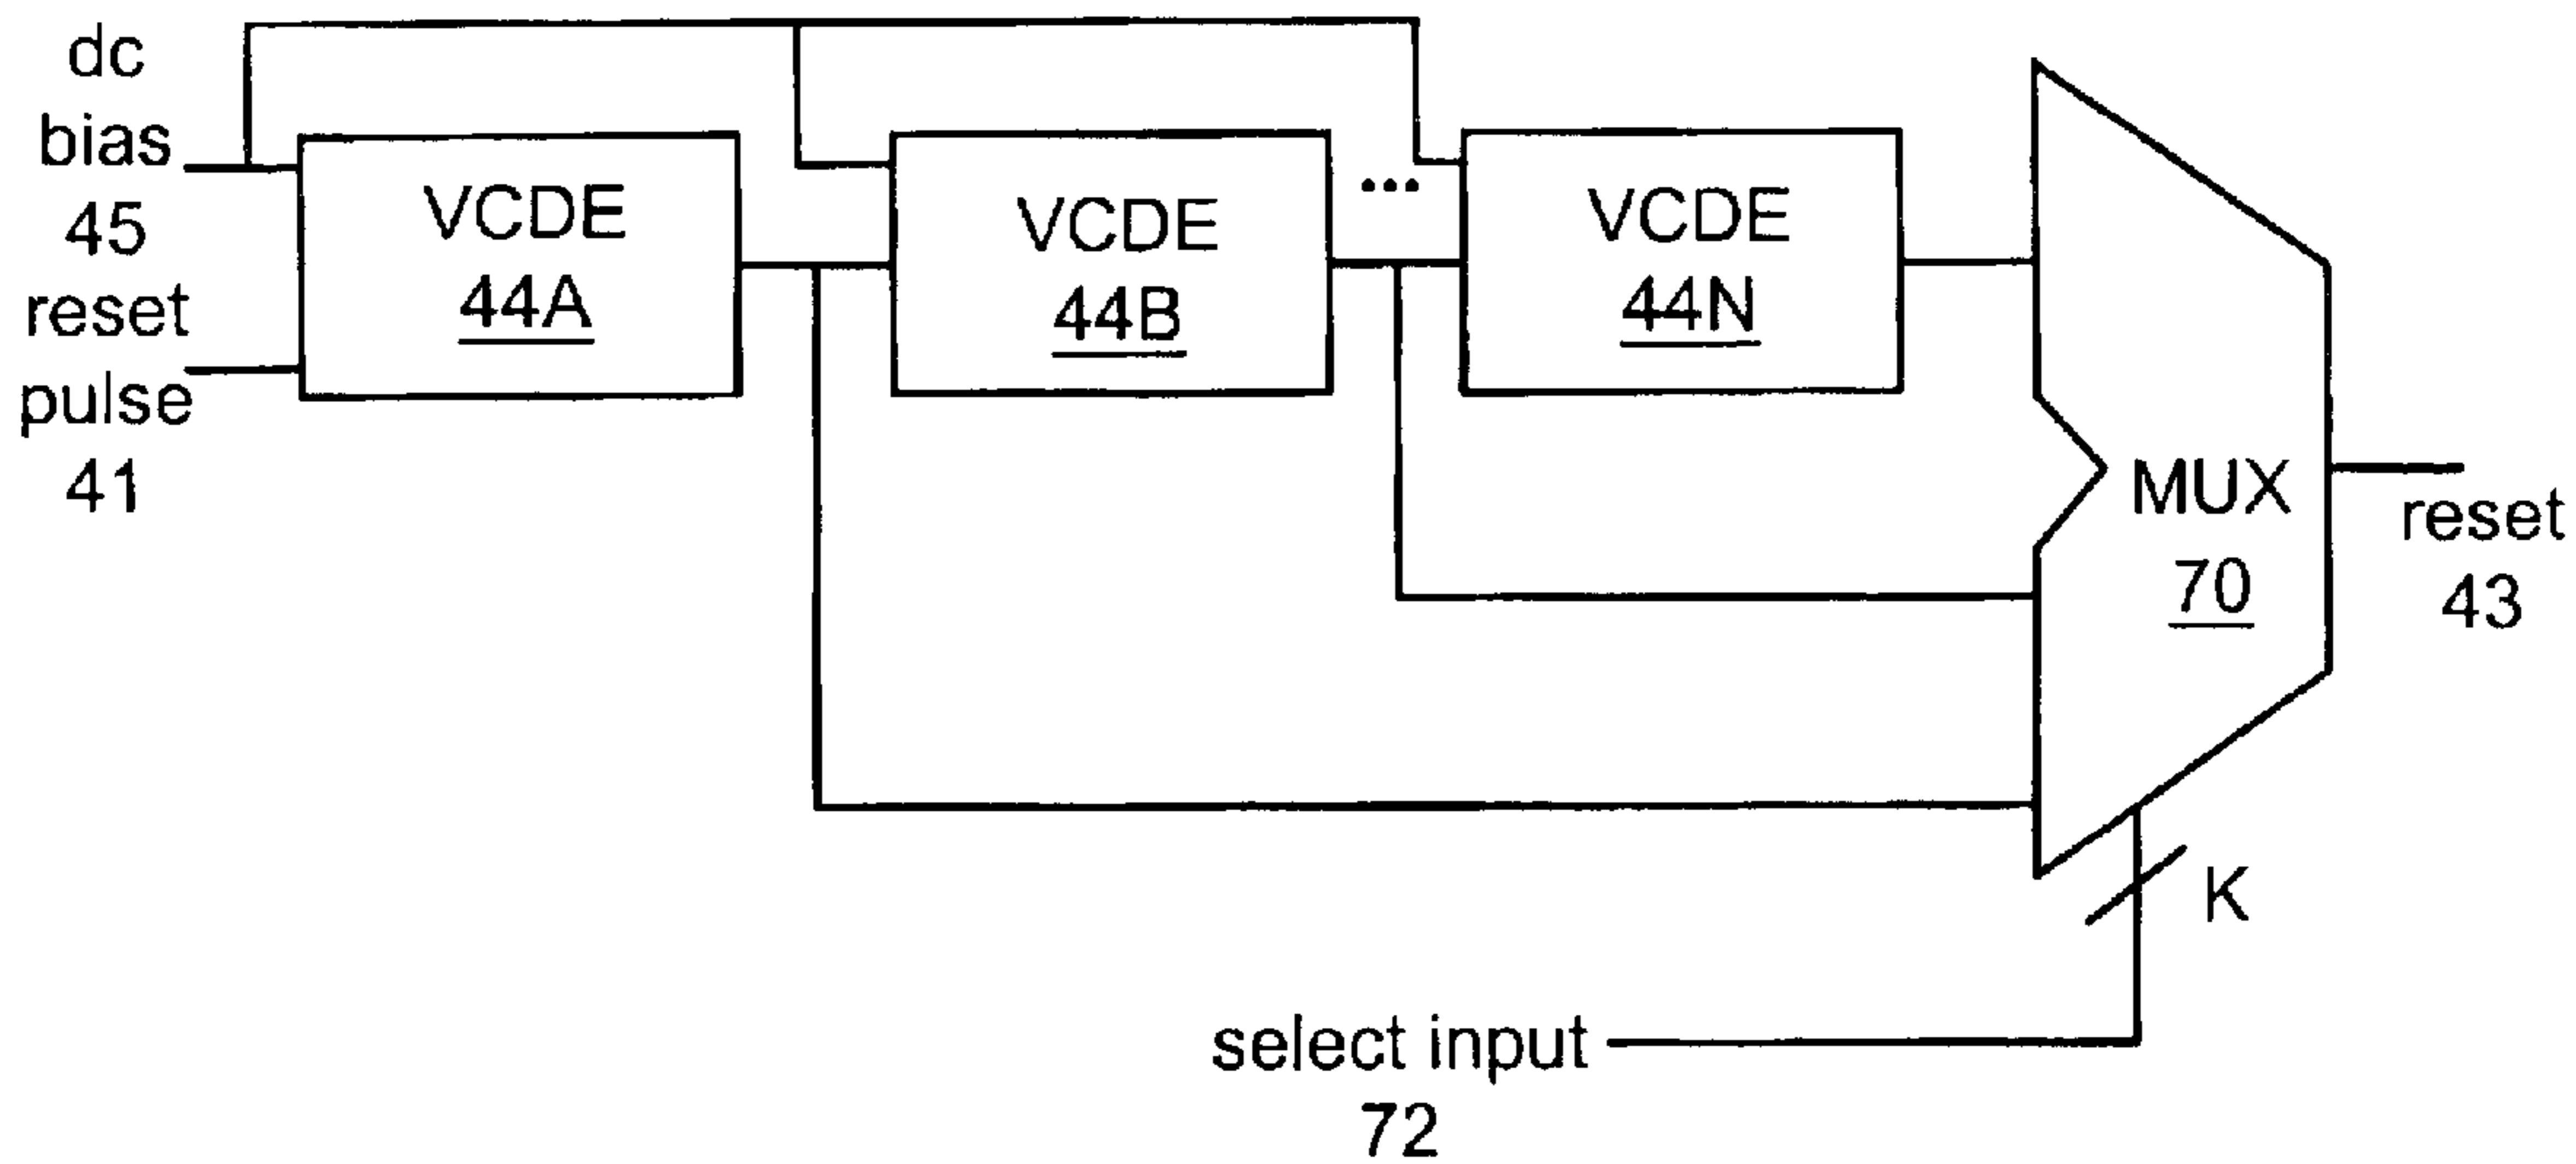 dc
bias
45
reset
pulse
41
VCDE
44A
VCDE
44B
...
VCDE
44N
MUX
70
reset
43
K
select input
72